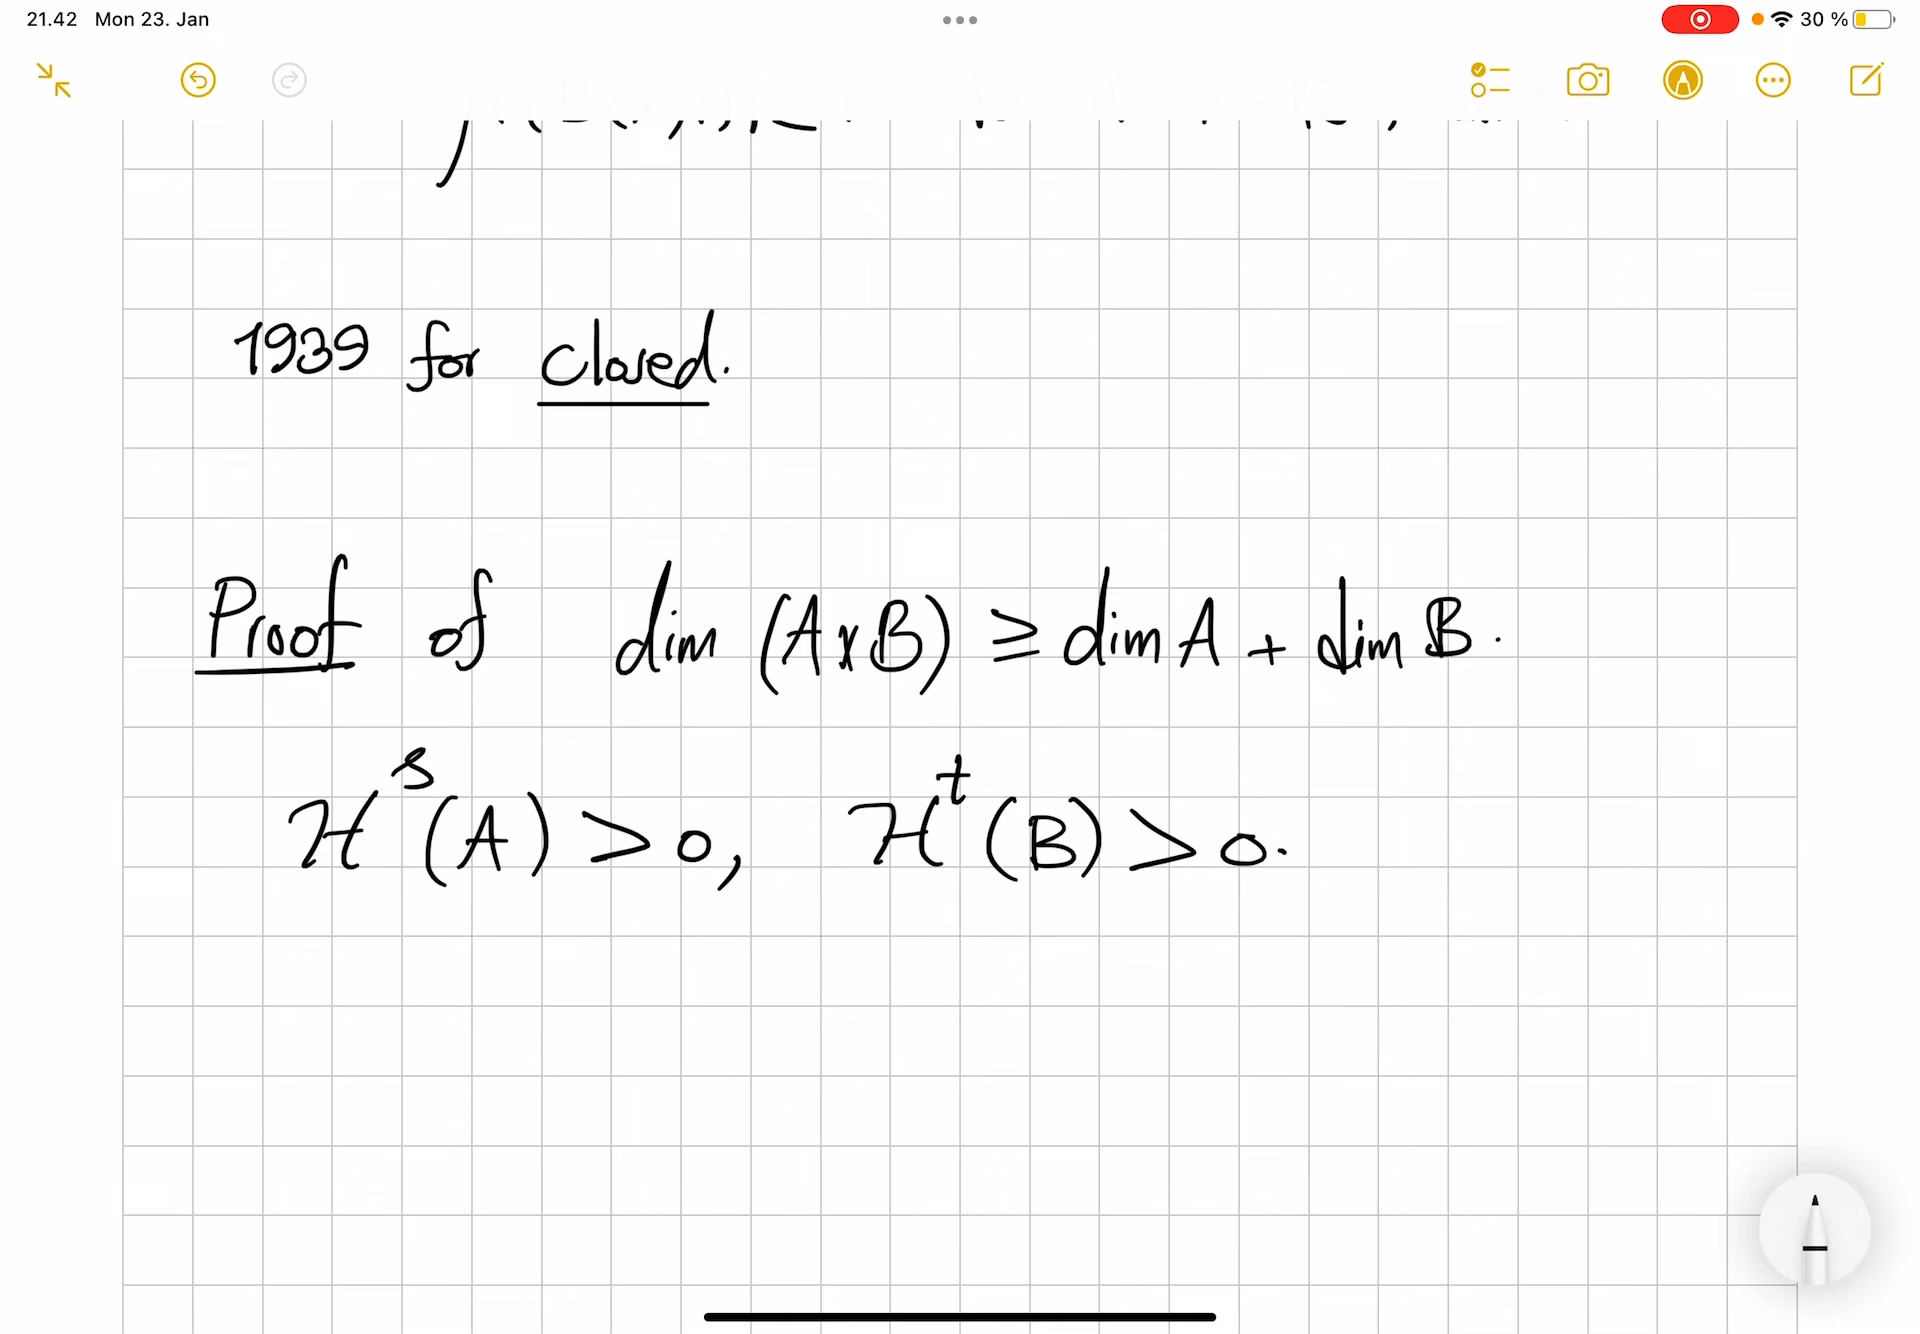 21.42 Mon 23. Jan
30 %
1939 for closed.
Proof of dim (A×B) ≥ dim A + dim B.
ℋ^s (A) > 0, ℋ^t (B) > 0.